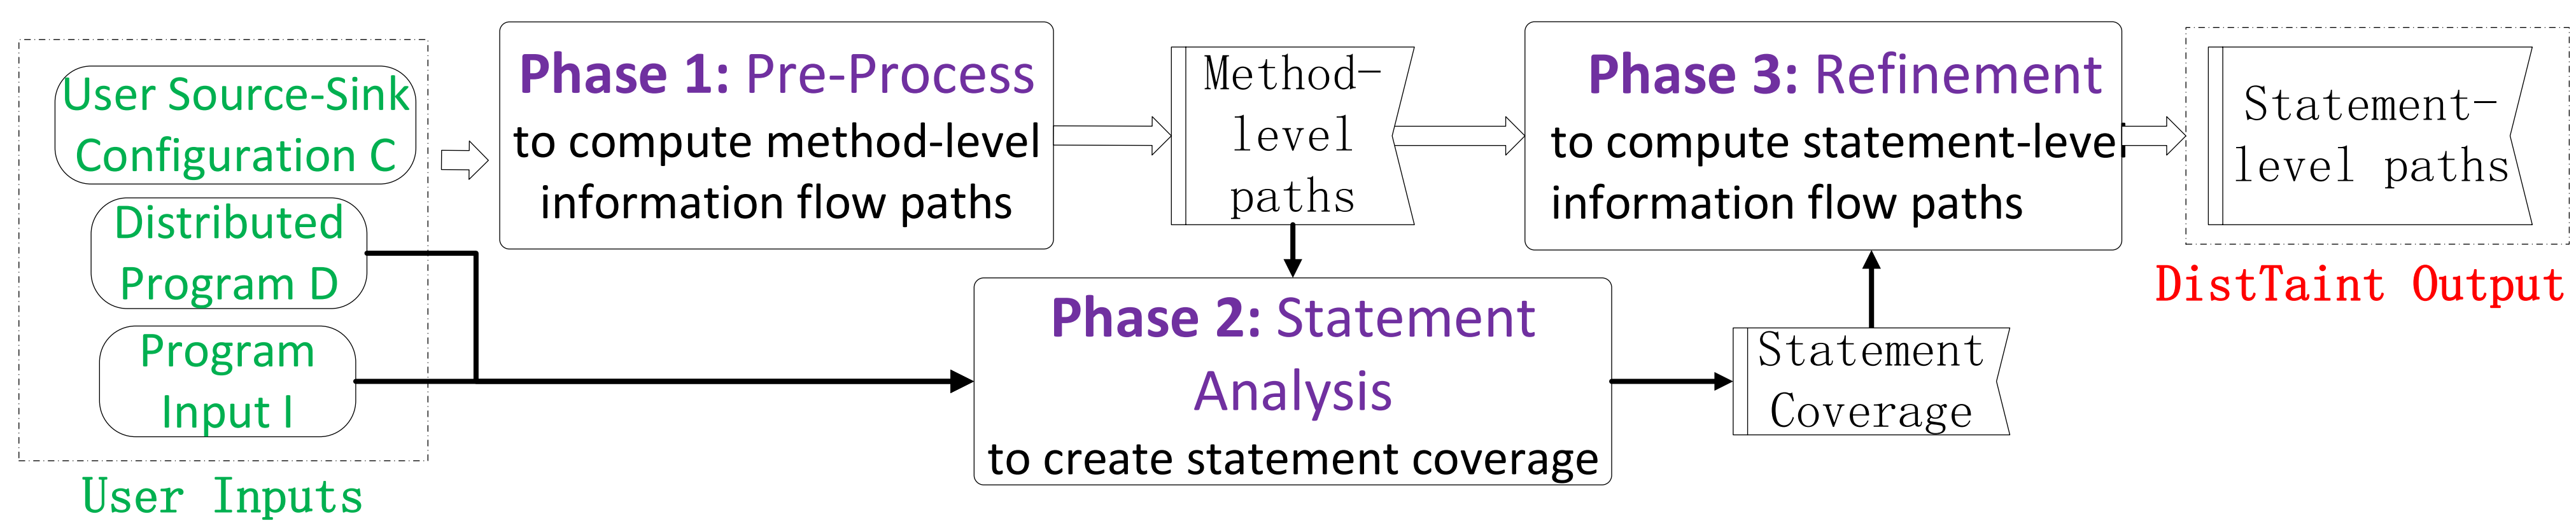 User Source-Sink
Configuration C
Distributed
Program D
Program
Input I
User Inputs
Phase 1: Pre-Process
to compute method-level
information flow paths
Method-
level
paths
Phase 2: Statement
Analysis
to create statement coverage
Statement
Coverage
Phase 3: Refinement
to compute statement-level
information flow paths
Statement-
level paths
DistTaint Output